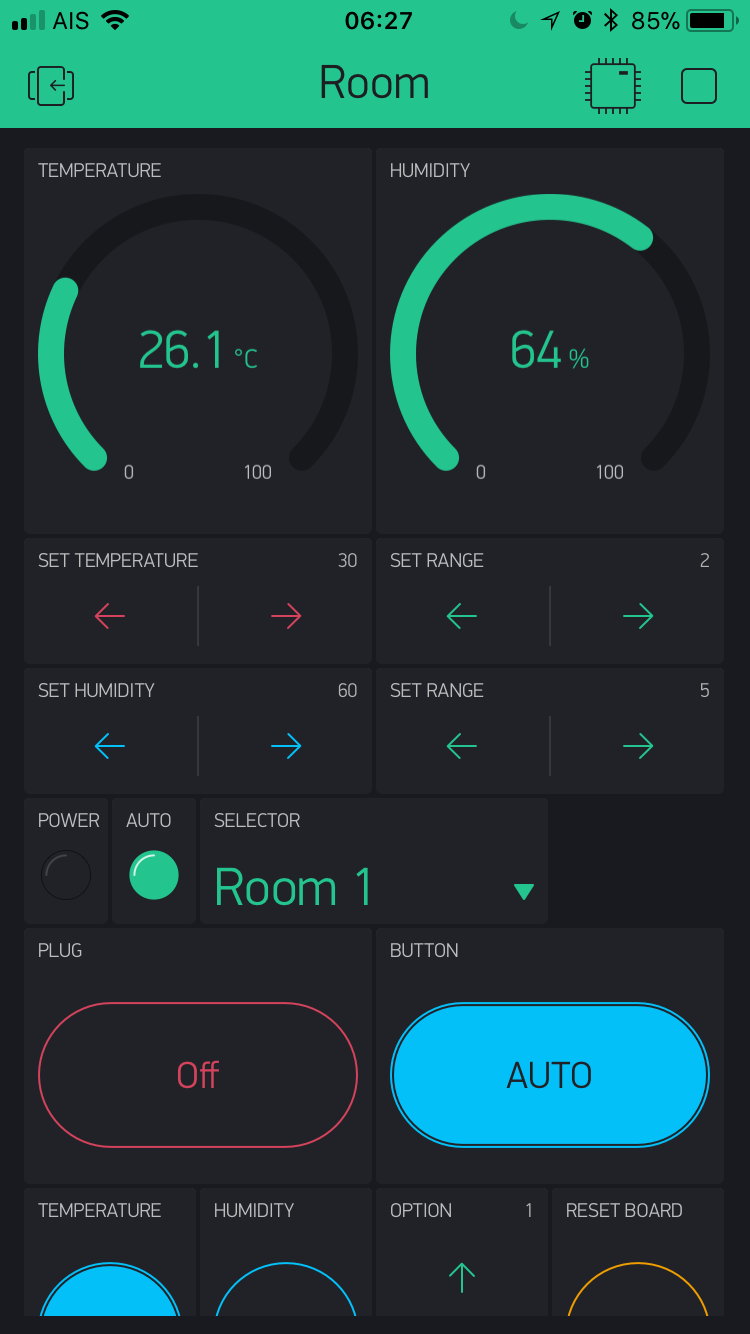 AIS 06:27 85%
Room
TEMPERATURE HUMIDITY
26.1 °C 64 %
0 100 0 100
SET TEMPERATURE 30 SET RANGE 2
SET HUMIDITY 60 SET RANGE 5
POWER AUTO SELECTOR
Room 1
PLUG BUTTON
Off AUTO
TEMPERATURE HUMIDITY OPTION 1 RESET BOARD